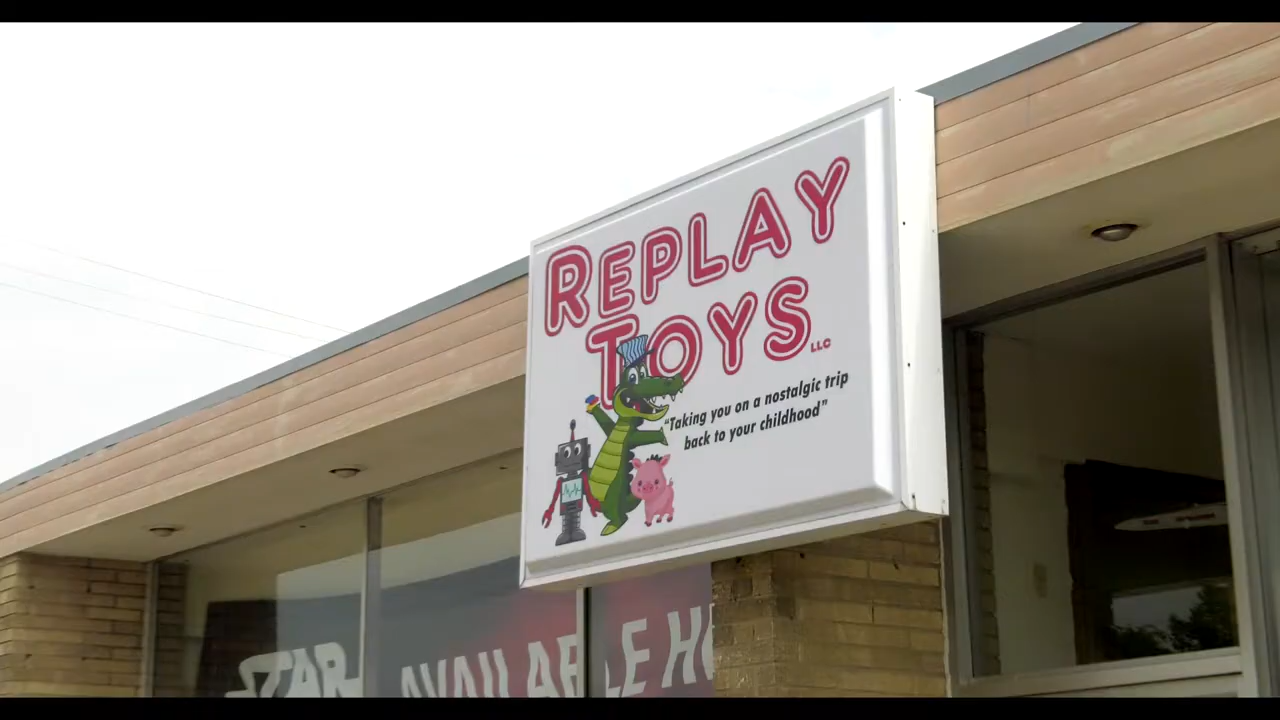 REPLAY
TOYS
LLC
"Taking you on a nostalgic trip
back to your childhood"
STAR
AVAILABLE